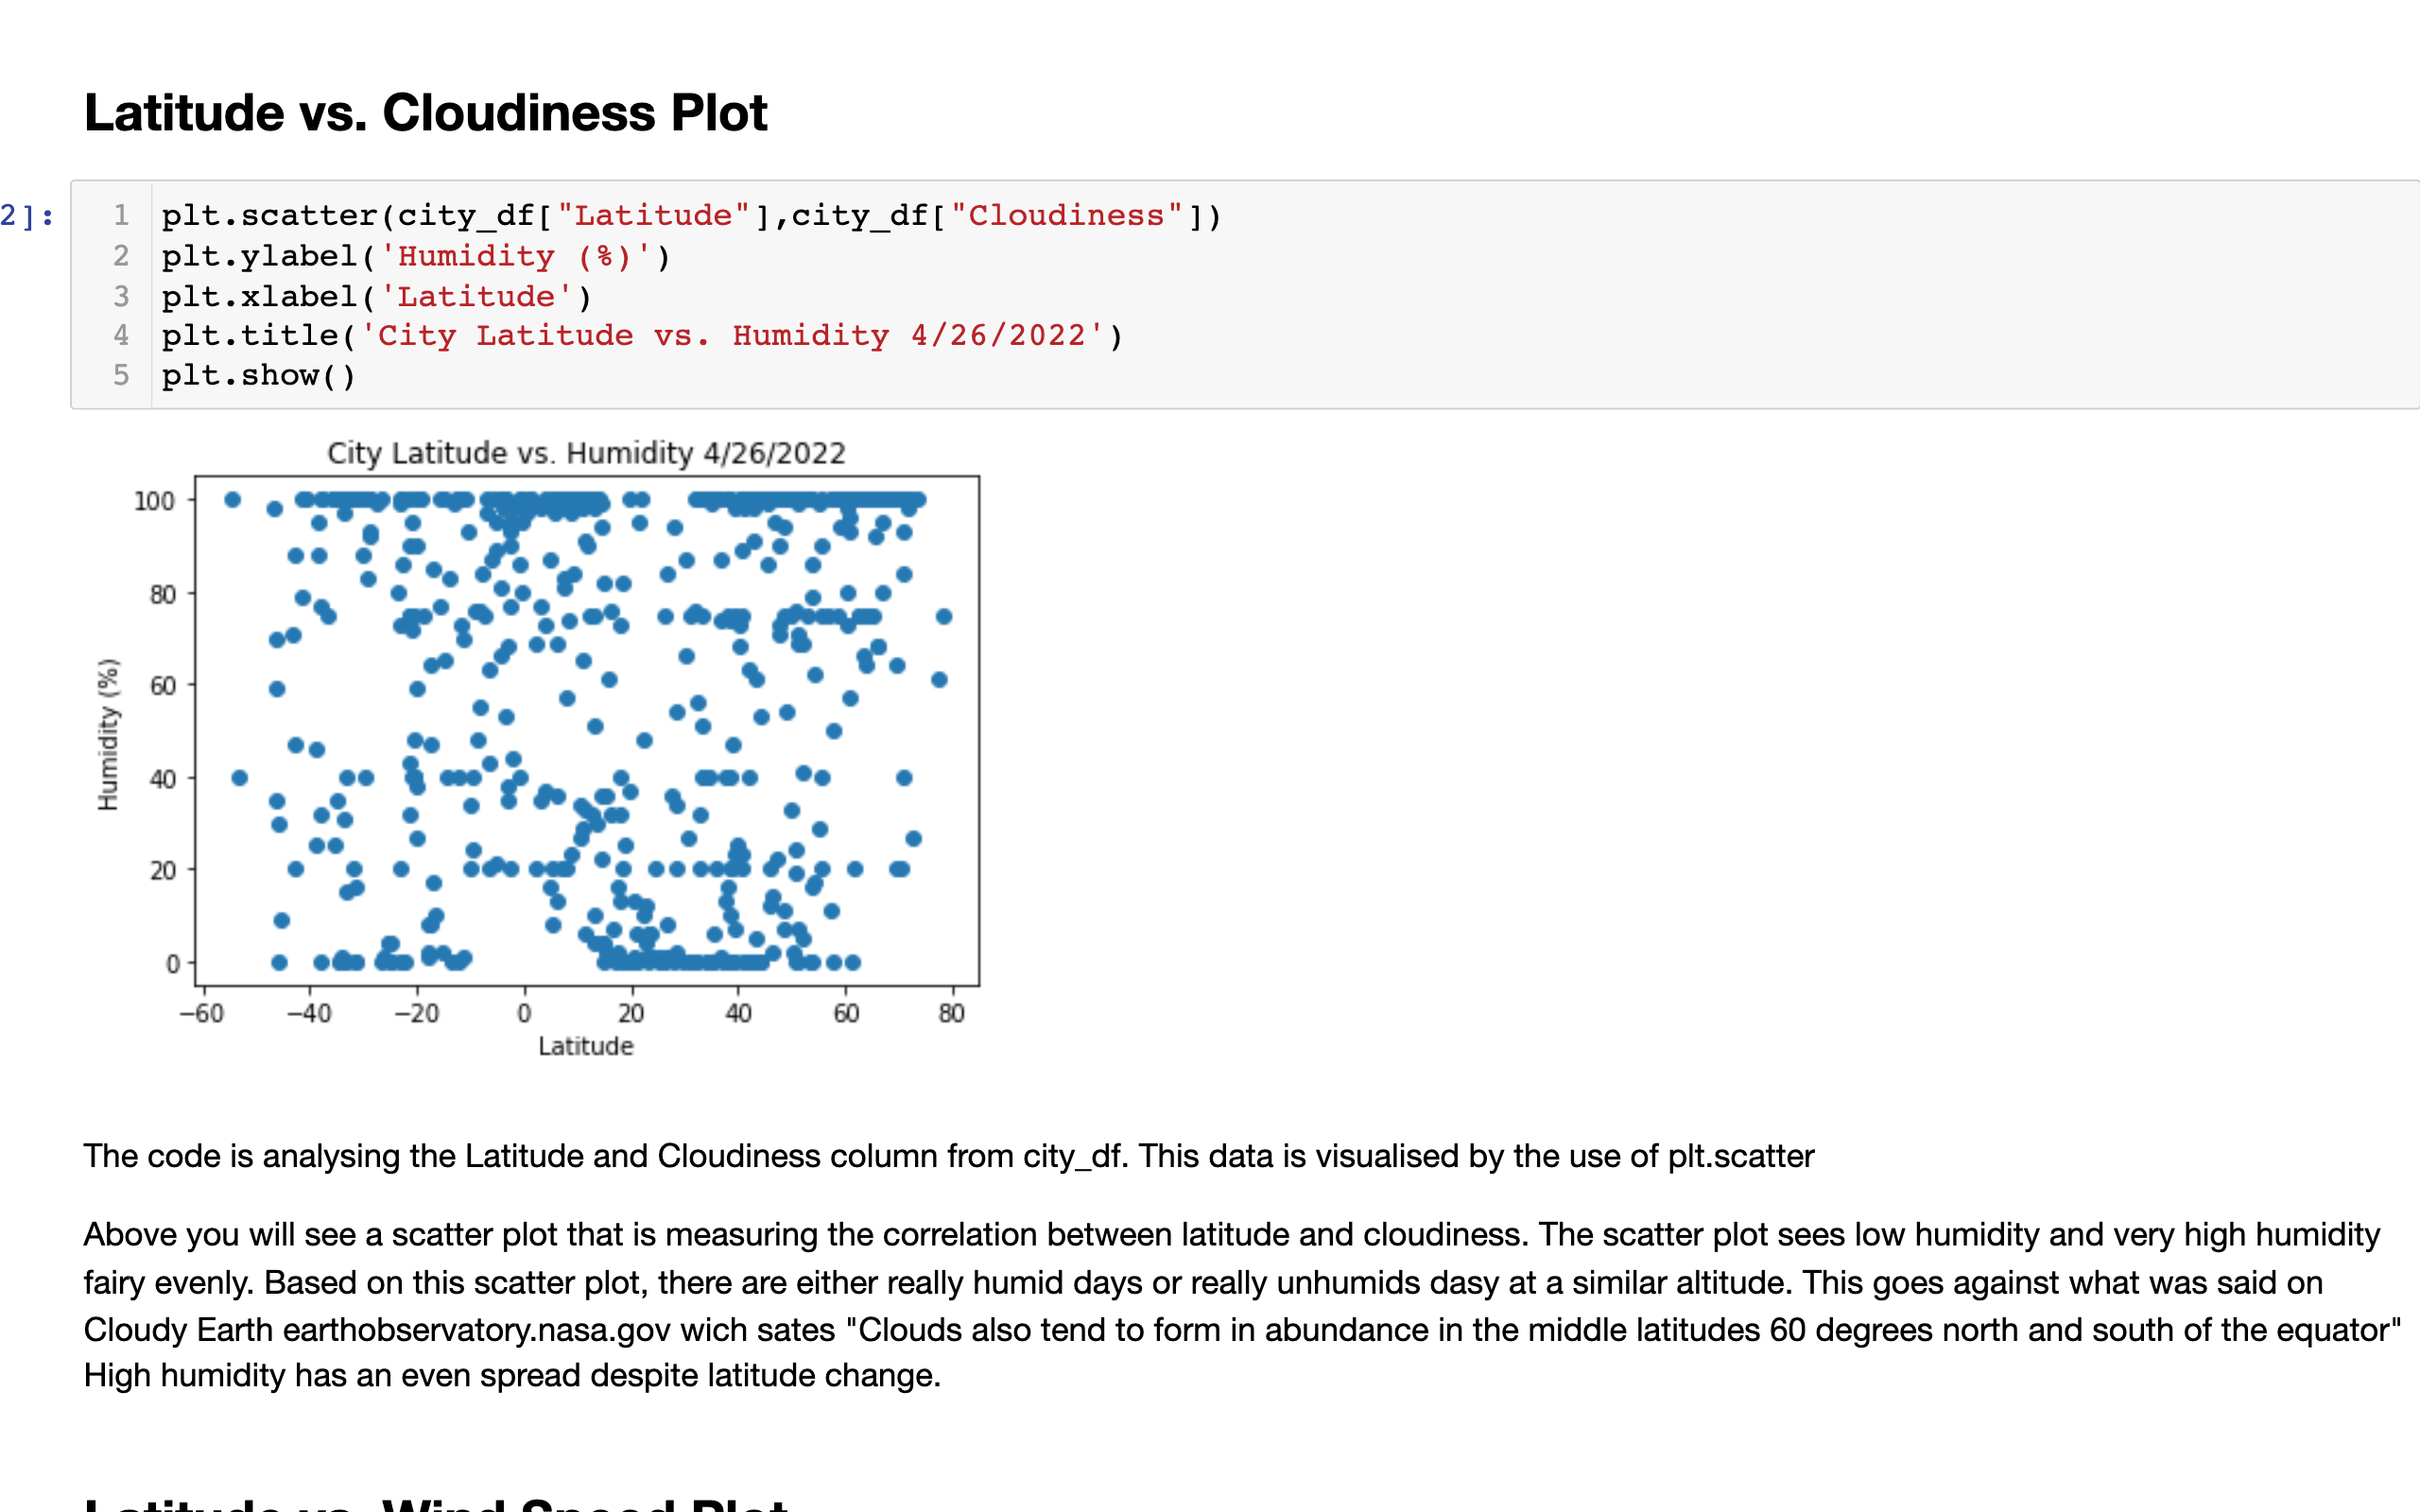 Latitude vs. Cloudiness Plot
2]:
1 plt.scatter(city_df["Latitude"],city_df["Cloudiness"])
2 plt.ylabel('Humidity (%)')
3 plt.xlabel('Latitude')
4 plt.title('City Latitude vs. Humidity 4/26/2022')
5 plt.show()
City Latitude vs. Humidity 4/26/2022
100
80
60
40
20
0
Humidity (%)
−60 −40 −20 0 20 40 60 80
Latitude
The code is analysing the Latitude and Cloudiness column from city_df. This data is visualised by the use of plt.scatter
Above you will see a scatter plot that is measuring the correlation between latitude and cloudiness. The scatter plot sees low humidity and very high humidity
fairy evenly. Based on this scatter plot, there are either really humid days or really unhumids dasy at a similar altitude. This goes against what was said on
Cloudy Earth earthobservatory.nasa.gov wich sates "Clouds also tend to form in abundance in the middle latitudes 60 degrees north and south of the equator"
High humidity has an even spread despite latitude change.
Latitude vs. Wind Speed Plot